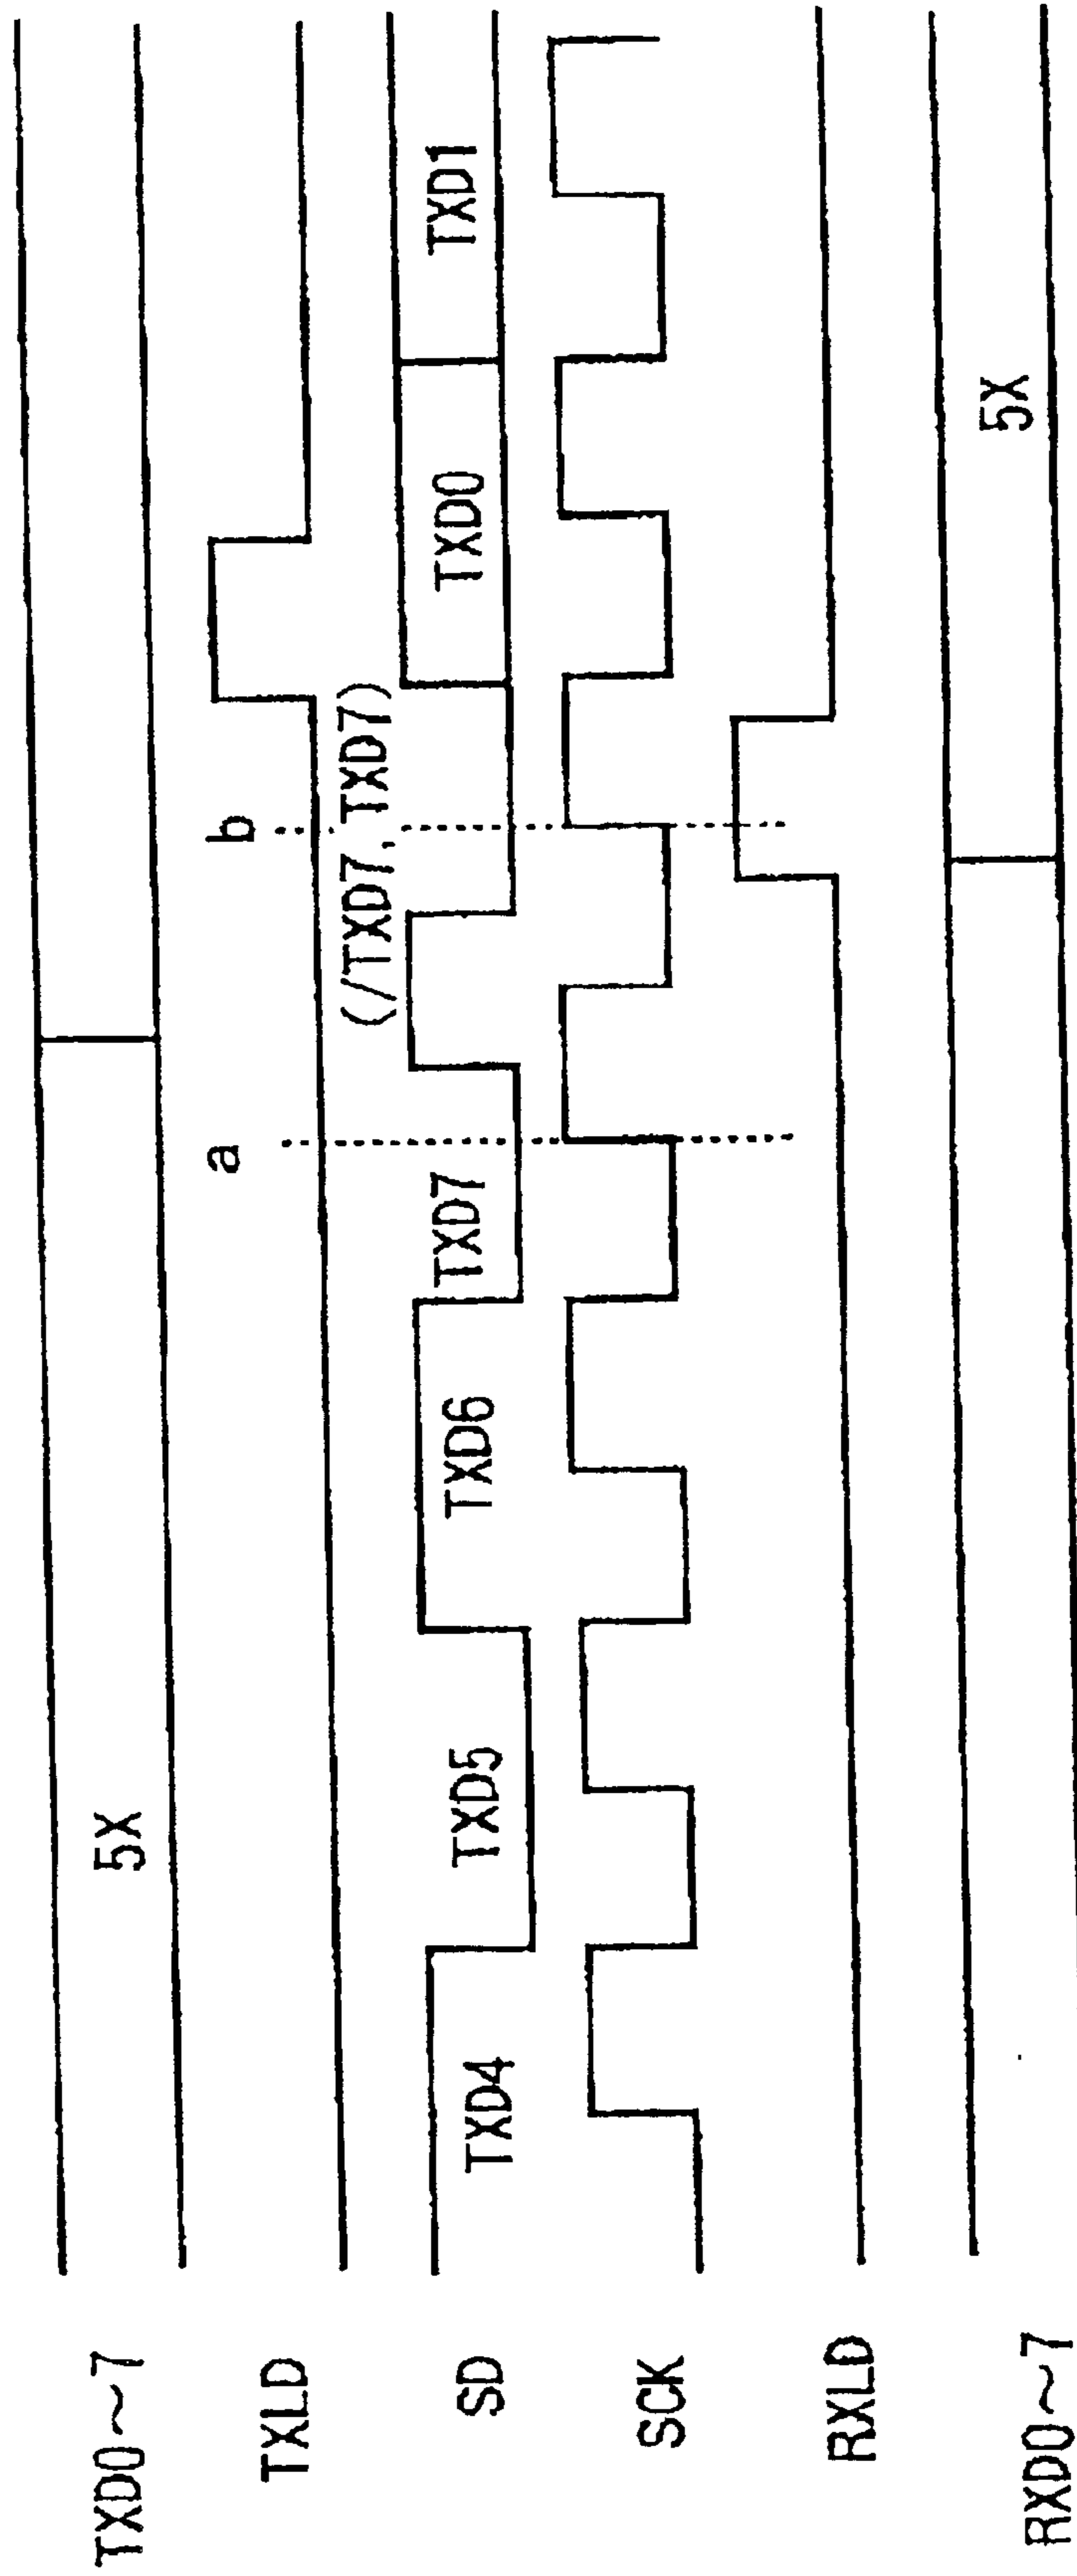 TXD0~7
5X
TXLD
a
b
(/TXD7, TXD7)
SD
TXD4
TXD5
TXD6
TXD7
TXD0
TXD1
SCK
RXLD
RXD0~7
5X